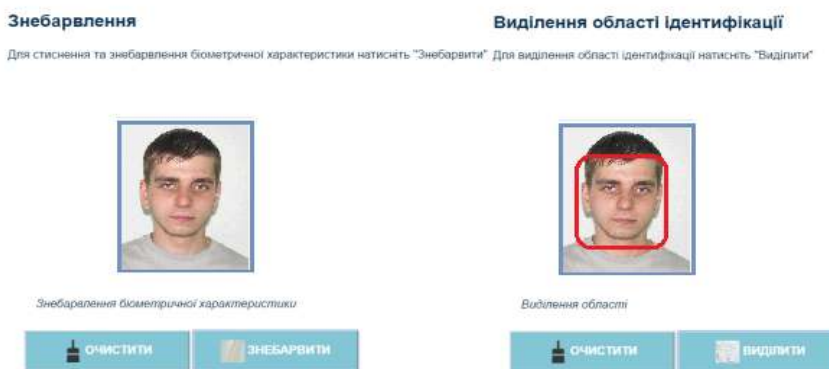 Знебарвлення
Для стиснення та знебарвлення біометричної характеристики натисніть "Знебарвити"
Знебарвлення біометричної характеристики
ОЧИСТИТИ
ЗНЕБАРВИТИ
Виділення області ідентифікації
Для виділення області ідентифікації натисніть "Виділити"
Виділення області
ОЧИСТИТИ
ВИДІЛИТИ